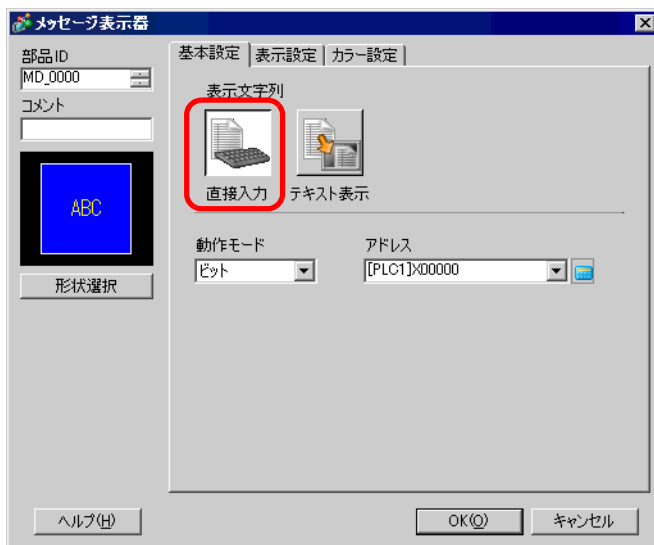 メッセージ表示器
部品ID
MD_0000
コメント
ABC
形状選択
基本設定
表示設定
カラー設定
表示文字列
直接入力
テキスト表示
動作モード
アドレス
ビット
[PLC1]X00000
ヘルプ(H)
OK(O)
キャンセル